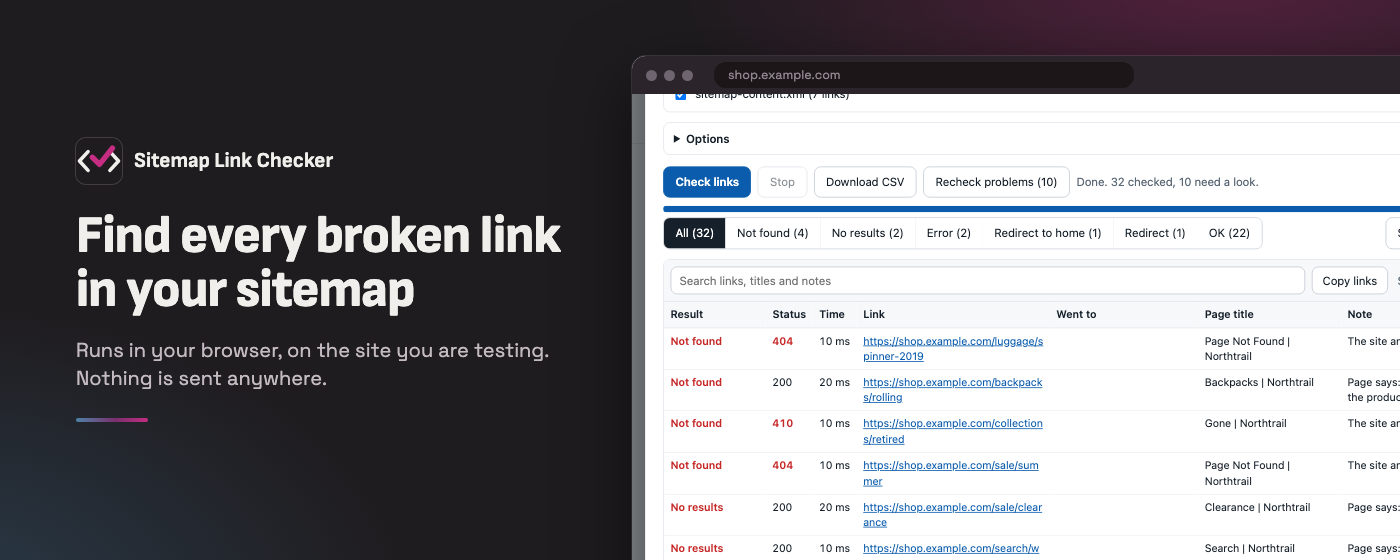 shop.example.com
sitemap-content.xml (7 links)
Sitemap Link Checker
Find every broken link
in your sitemap
Runs in your browser, on the site you are testing.
Nothing is sent anywhere.
▶ Options
Check links Stop Download CSV Recheck problems (10) Done. 32 checked, 10 need a look.
All (32) Not found (4) No results (2) Error (2) Redirect to home (1) Redirect (1) OK (22)
Search links, titles and notes Copy links
Result Status Time Link Went to Page title Note
Not found 404 10 ms https://shop.example.com/luggage/s Page Not Found | The site
pinner-2019 Northtrail
Not found 200 20 ms https://shop.example.com/backpack Backpacks | Northtrail Page says:
s/rolling the
Not found 410 10 ms https://shop.example.com/collection Gone | Northtrail The site
s/retired
Not found 404 10 ms https://shop.example.com/sale/sum Page Not Found | The site
mer Northtrail
No results 200 20 ms https://shop.example.com/sale/clear Clearance | Northtrail Page says:
ance
No results 200 10 ms https://shop.example.com/search/w Search | Northtrail Page says